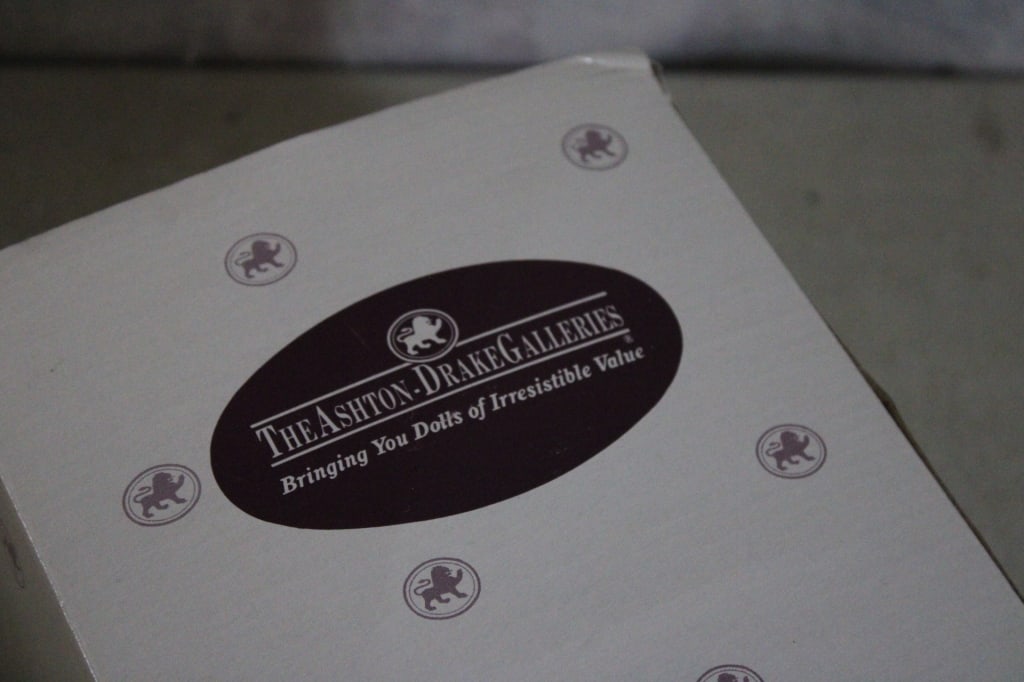 THE ASHTON-DRAKE GALLERIES®
Bringing You Dolls of Irresistible Value